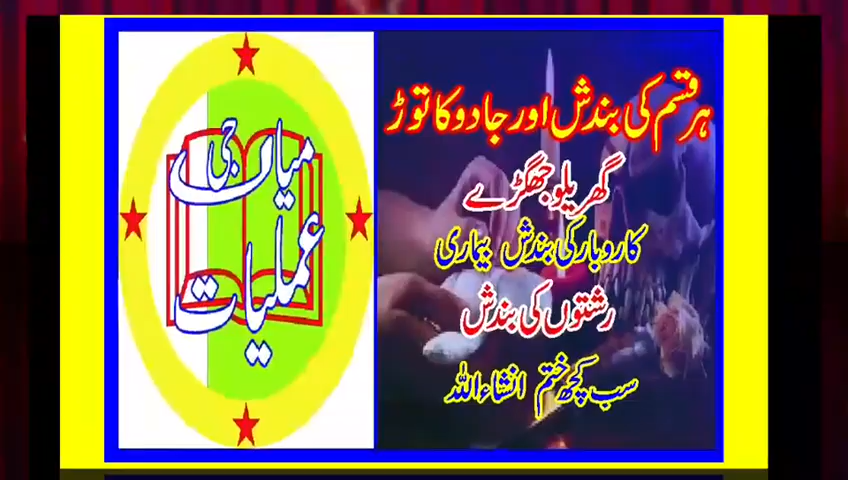 میاں جی
عملیات
ہر قسم کی بندش اور جادو کا توڑ
گھریلو جھگڑے
کاروبار کی بندش بیماری
رشتوں کی بندش
سب کچھ ختم انشاءاللہ